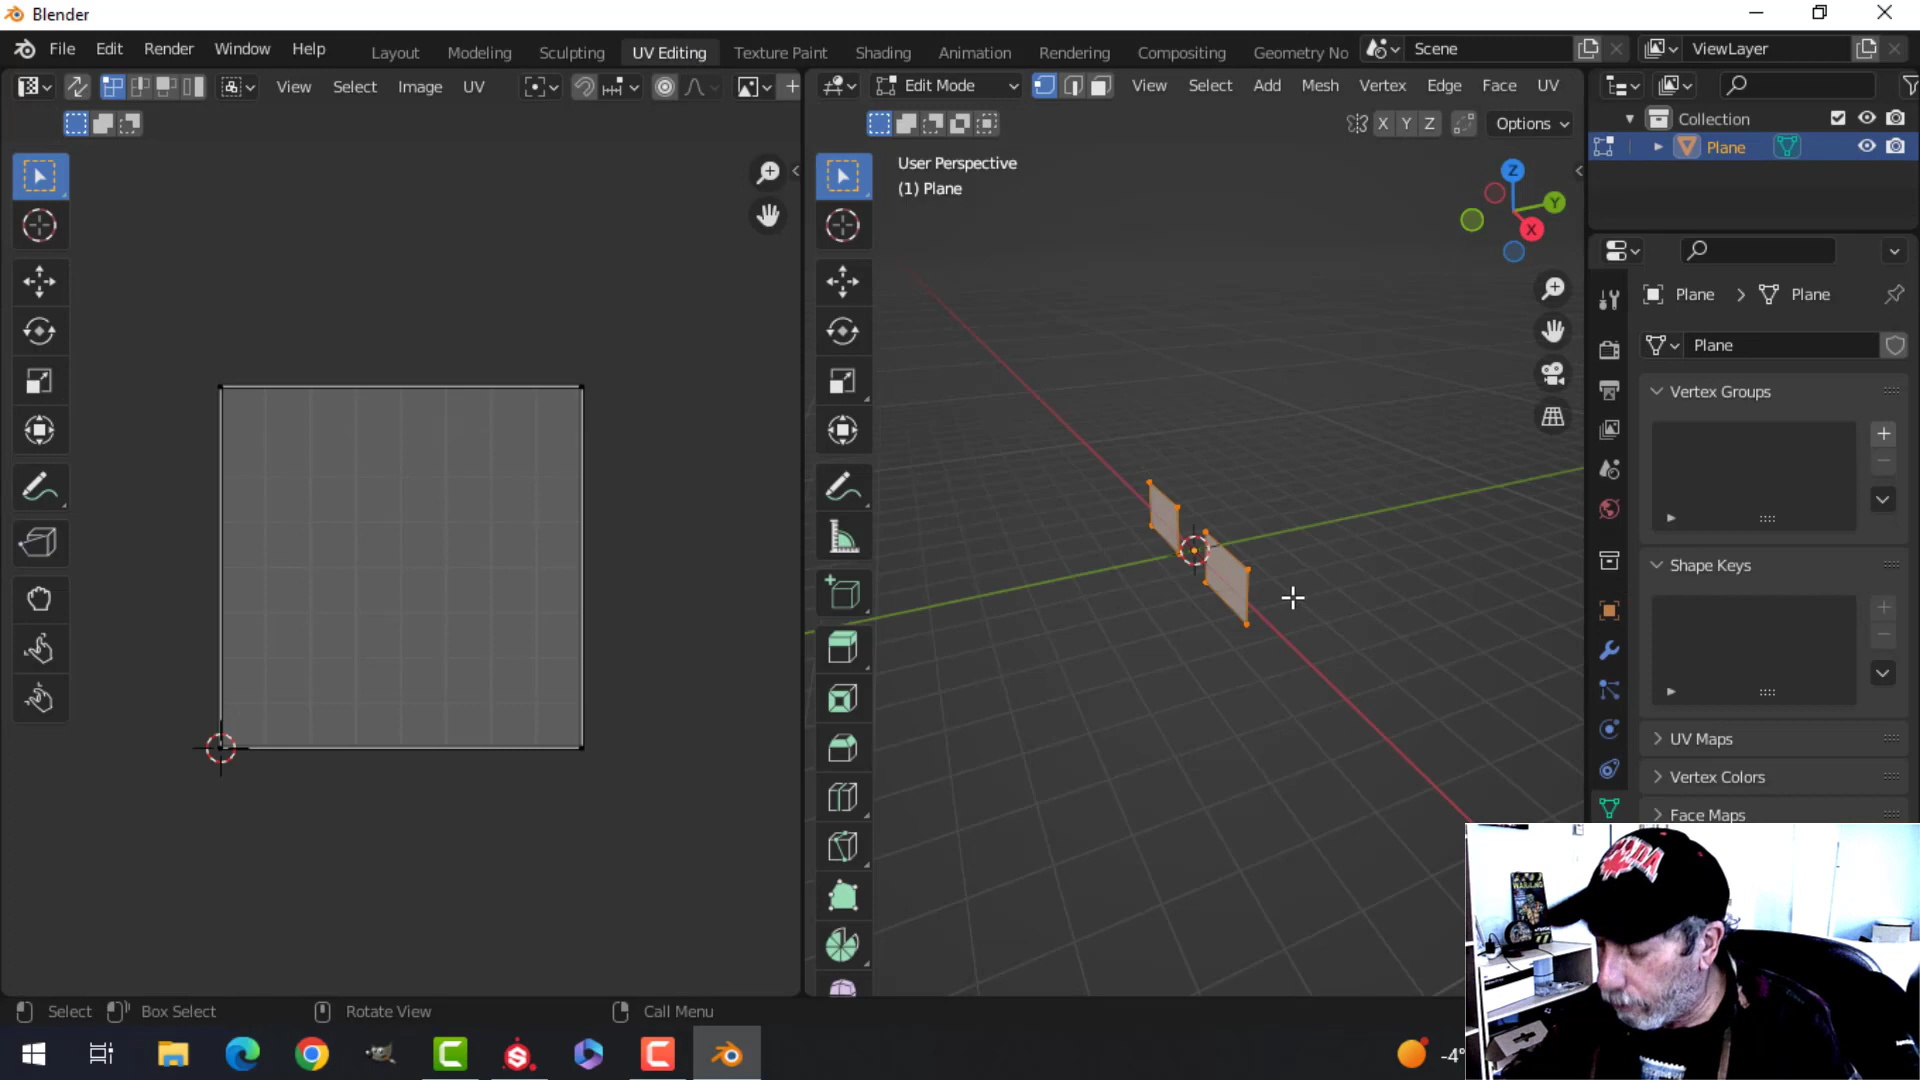 Blender
File Edit Render Window Help
Layout Modeling Sculpting UV Editing Texture Paint Shading Animation Rendering Compositing Geometry No
Scene
ViewLayer
View Select Image UV
Edit Mode
View Select Add Mesh Vertex Edge Face UV
X Y Z
Options
Collection
Plane
User Perspective
(1) Plane
Z
Y
X
Plane Plane
Plane
Vertex Groups
Shape Keys
UV Maps
Vertex Colors
Face Maps
WARNING
Select
Box Select
Rotate View
Call Menu
-4°